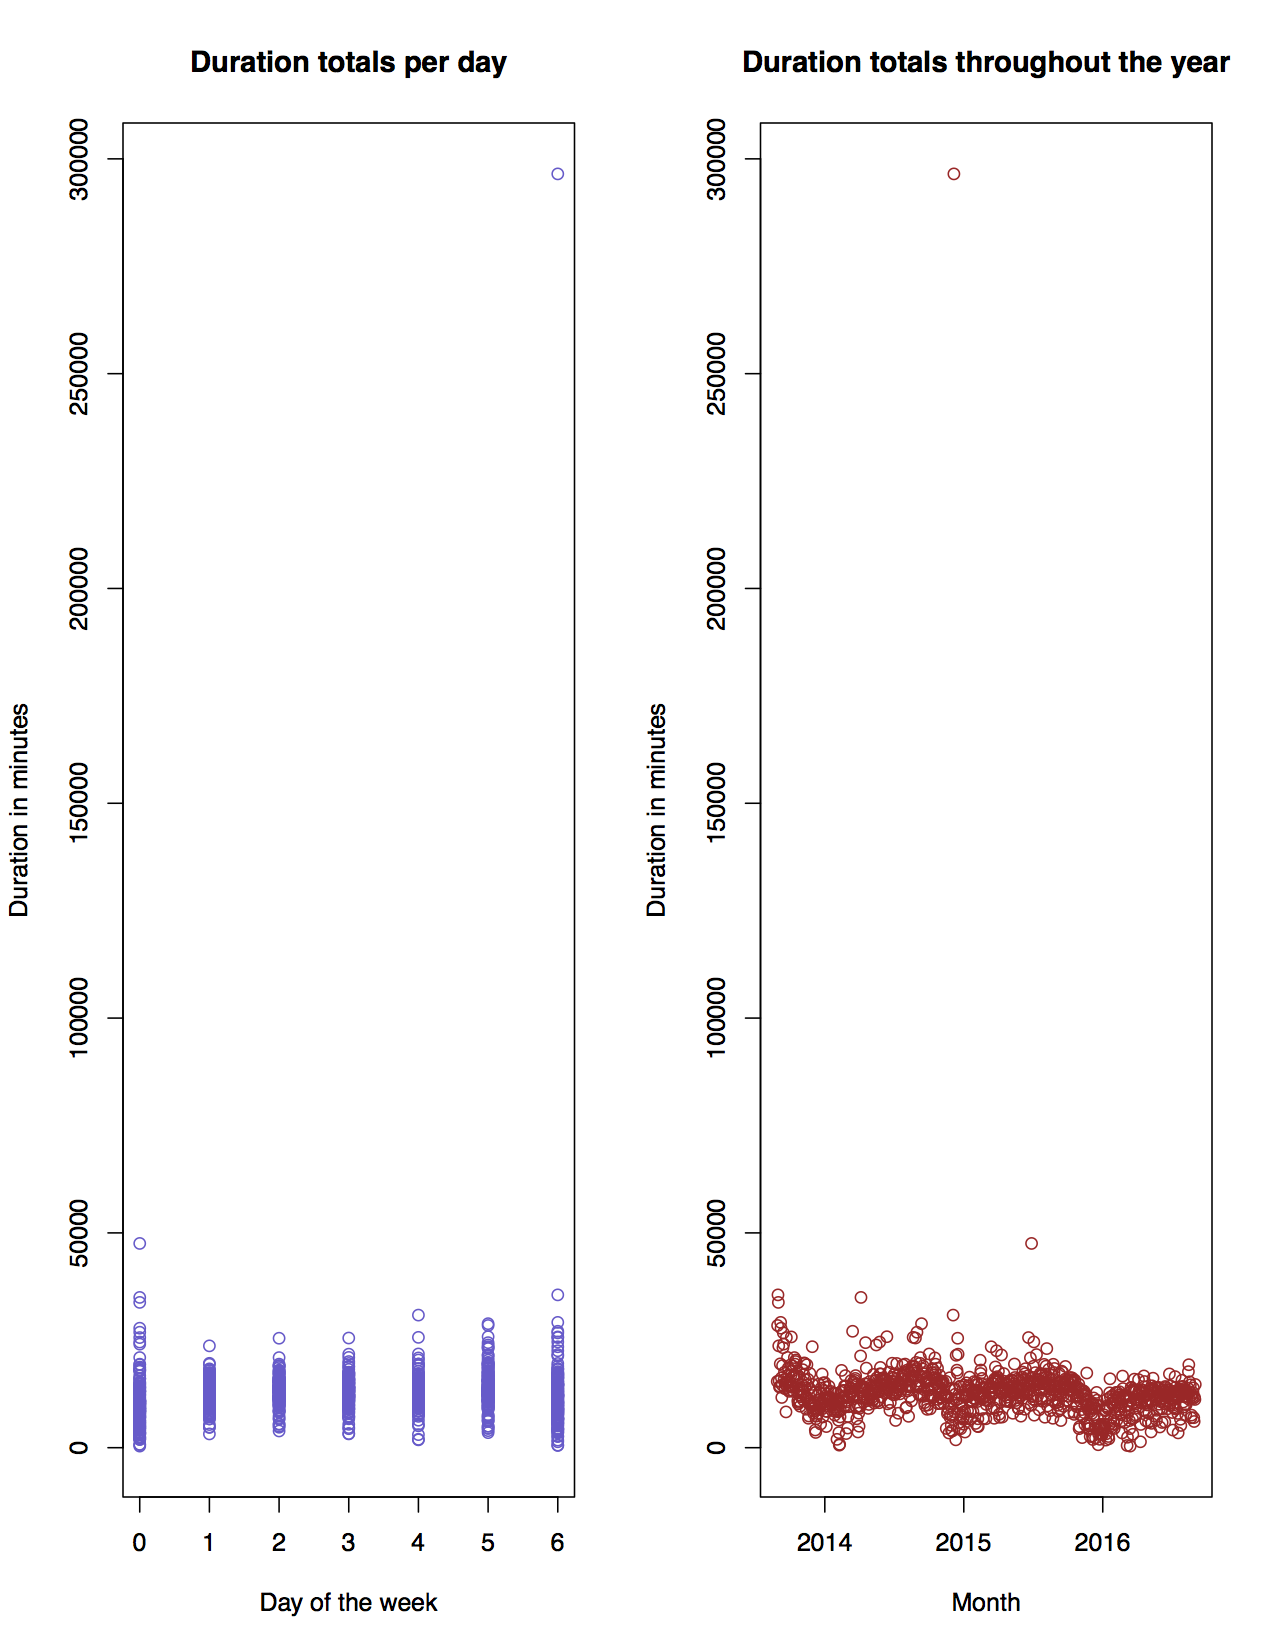 Duration totals per day
Duration in minutes
300000
250000
200000
150000
100000
50000
0
0 1 2 3 4 5 6
Day of the week
Duration totals throughout the year
Duration in minutes
300000
250000
200000
150000
100000
50000
0
2014 2015 2016
Month